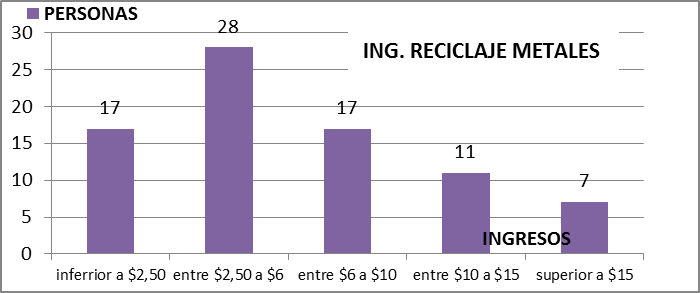 PERSONAS
ING. RECICLAJE METALES
30
25
20
15
10
5
0
17
28
17
11
7
INGRESOS
inferrior a $2,50
entre $2,50 a $6
entre $6 a $10
entre $10 a $15
superior a $15